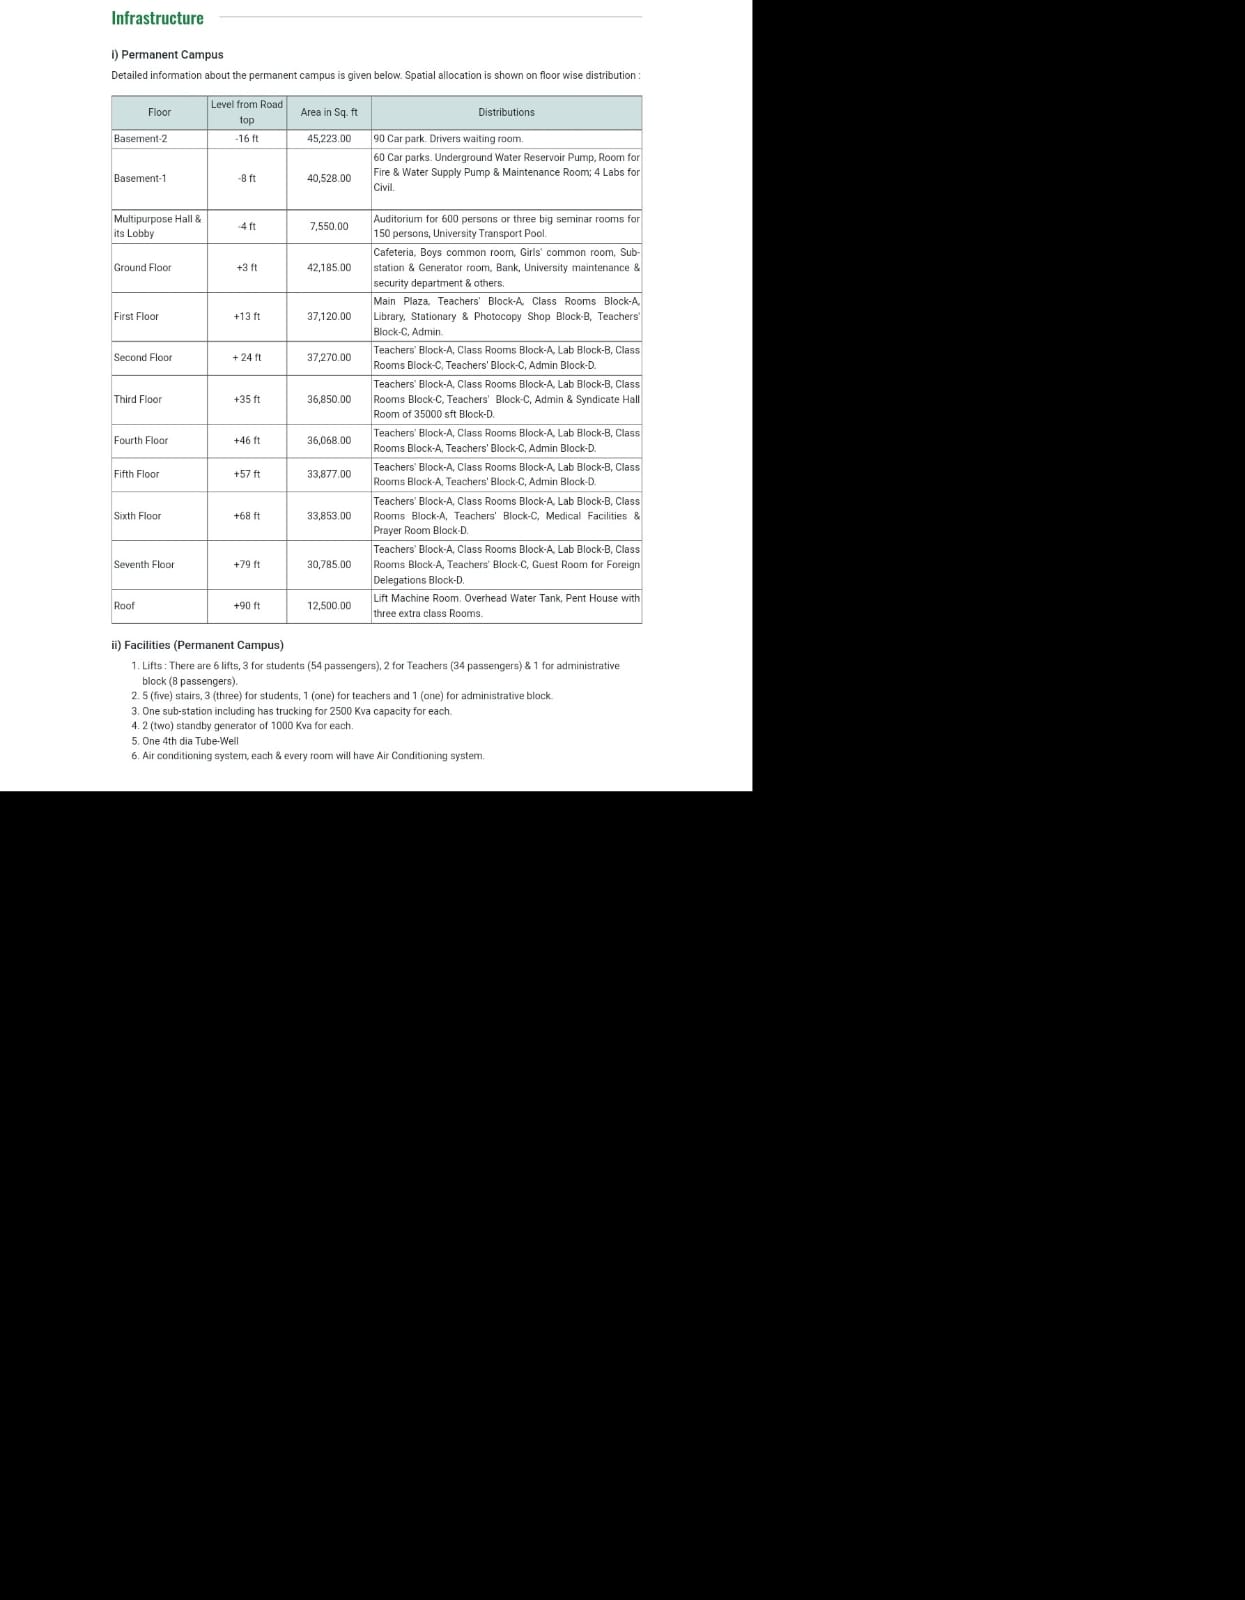 Infrastructure
i) Permanent Campus
Detailed information about the permanent campus is given below. Spatial allocation is shown on floor wise distribution :
Floor
Level from Road
top
Area in Sq. ft
Distributions
Basement-2
-16 ft
45,223.00
90 Car park. Drivers waiting room.
Basement-1
-8 ft
40,528.00
60 Car parks. Underground Water Reservoir Pump, Room for
Fire & Water Supply Pump & Maintenance Room; 4 Labs for
Civil.
Multipurpose Hall &
its Lobby
-4 ft
7,550.00
Auditorium for 600 persons or three big seminar rooms for
150 persons, University Transport Pool.
Ground Floor
+3 ft
42,185.00
Cafeteria, Boys common room, Girls' common room, Sub-
station & Generator room, Bank, University maintenance &
security department & others.
First Floor
+13 ft
37,120.00
Main Plaza, Teachers' Block-A, Class Rooms Block-A,
Library, Stationary & Photocopy Shop Block-B, Teachers'
Block-C, Admin.
Second Floor
+ 24 ft
37,270.00
Teachers' Block-A, Class Rooms Block-A, Lab Block-B, Class
Rooms Block-C, Teachers' Block-C, Admin Block-D.
Third Floor
+35 ft
36,850.00
Teachers' Block-A, Class Rooms Block-A, Lab Block-B, Class
Rooms Block-C, Teachers' Block-C, Admin & Syndicate Hall
Room of 35000 sft Block-D.
Fourth Floor
+46 ft
36,068.00
Teachers' Block-A, Class Rooms Block-A, Lab Block-B, Class
Rooms Block-A, Teachers' Block-C, Admin Block-D.
Fifth Floor
+57 ft
33,877.00
Teachers' Block-A, Class Rooms Block-A, Lab Block-B, Class
Rooms Block-A, Teachers' Block-C, Admin Block-D.
Sixth Floor
+68 ft
33,853.00
Teachers' Block-A, Class Rooms Block-A, Lab Block-B, Class
Rooms Block-A, Teachers' Block-C, Medical Facilities &
Prayer Room Block-D.
Seventh Floor
+79 ft
30,785.00
Teachers' Block-A, Class Rooms Block-A, Lab Block-B, Class
Rooms Block-A, Teachers' Block-C, Guest Room for Foreign
Delegations Block-D.
Roof
+90 ft
12,500.00
Lift Machine Room. Overhead Water Tank, Pent House with
three extra class Rooms.
ii) Facilities (Permanent Campus)
1. Lifts : There are 6 lifts, 3 for students (54 passengers), 2 for Teachers (34 passengers) & 1 for administrative
block (8 passengers).
2. 5 (five) stairs, 3 (three) for students, 1 (one) for teachers and 1 (one) for administrative block.
3. One sub-station including has trucking for 2500 Kva capacity for each.
4. 2 (two) standby generator of 1000 Kva for each.
5. One 4th dia Tube-Well
6. Air conditioning system, each & every room will have Air Conditioning system.